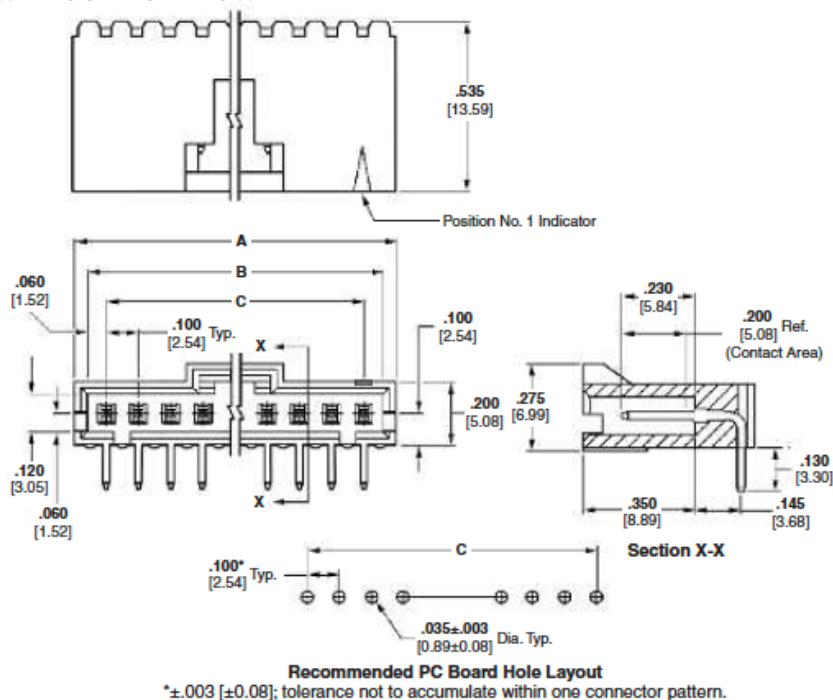 .535
[13.59]
Position No. 1 Indicator
A
B
C
.060
[1.52]
.100
[2.54] Typ.
X
.100
[2.54]
.230
[5.84]
.200
[5.08] Ref.
(Contact Area)
.275
[6.99]
.200
[5.08]
.120
[3.05]
.060
[1.52]
X
.130
[3.30]
.350
[8.89]
.145
[3.68]
Section X-X
C
.100*
[2.54] Typ.
.035±.003
[0.89±0.08] Dia. Typ.
Recommended PC Board Hole Layout
*±.003 [±0.08]; tolerance not to accumulate within one connector pattern.